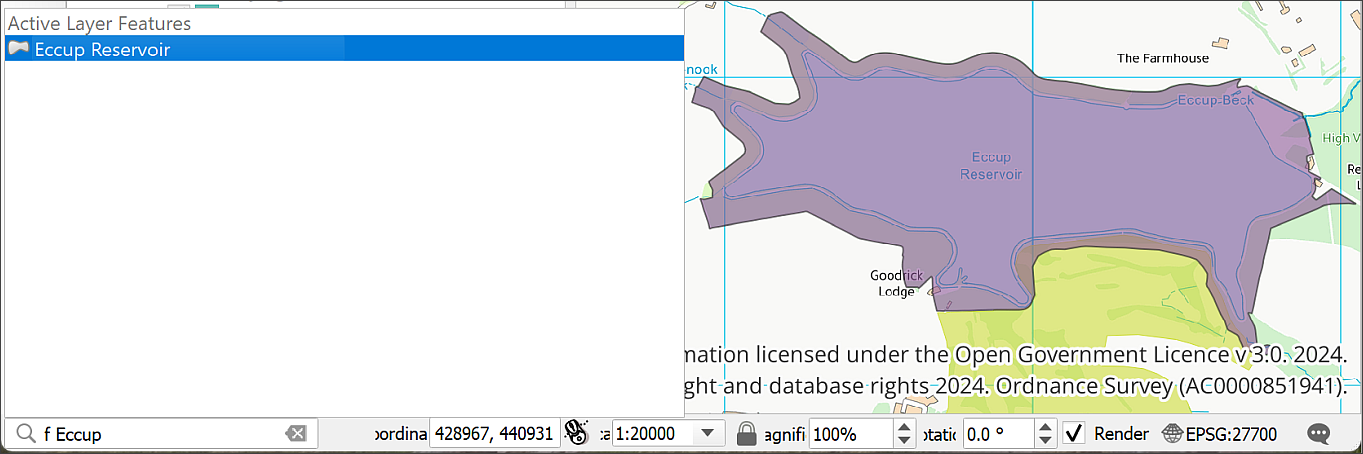 Active Layer Features
Eccup Reservoir
nook
The Farmhouse
Eccup Beck
High V
Eccup
Reservoir
Re
L
Goodrick
Lodge
mation licensed under the Open Government Licence v 3.0. 2024.
ght and database rights 2024. Ordnance Survey (AC0000851941).
f Eccup
oordina
428967, 440931
1:20000
agnifi
100%
otatic
0.0 °
Render
EPSG:27700